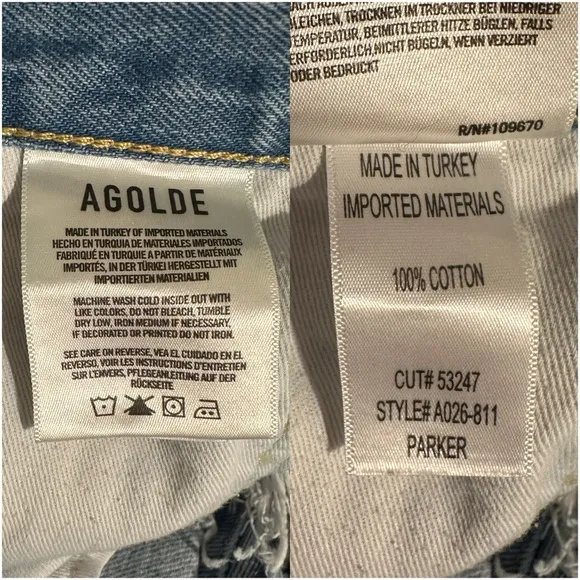 AGOLDE
MADE IN TURKEY OF IMPORTED MATERIALS
HECHO EN TURQUIA DE MATERIALES IMPORTADOS
FABRIQUÉ EN TURQUIE A PARTIR DE MATÉRIAUX
IMPORTÉS, IN DER TÜRKEI HERGESTELLT MIT
IMPORTIERTEN MATERIALIEN
MACHINE WASH COLD INSIDE OUT WITH
LIKE COLORS, DO NOT BLEACH, TUMBLE
DRY LOW, IRON MEDIUM IF NECESSARY,
IF DECORATED OR PRINTED DO NOT IRON.
SEE CARE ON REVERSE, VEA EL CUIDADO EN EL
REVERSO, VOIR LES INSTRUCTIONS D'ENTRETIEN
SUR L'ENVERS, PFLEGEANLEITUNG AUF DER
RÜCKSEITE
LEICHEN, TROCKNEN IM TROCKNER BEI NIEDRIGER
TEMPERATUR, BEIMITTLERER HITZE BÜGLEN, FALLS
ERFORDERLICH,NICHT BÜGELN, WENN VERZIERT
ODER BEDRUCKT
R/N#109670
MADE IN TURKEY
IMPORTED MATERIALS
100% COTTON
CUT# 53247
STYLE# A026-811
PARKER